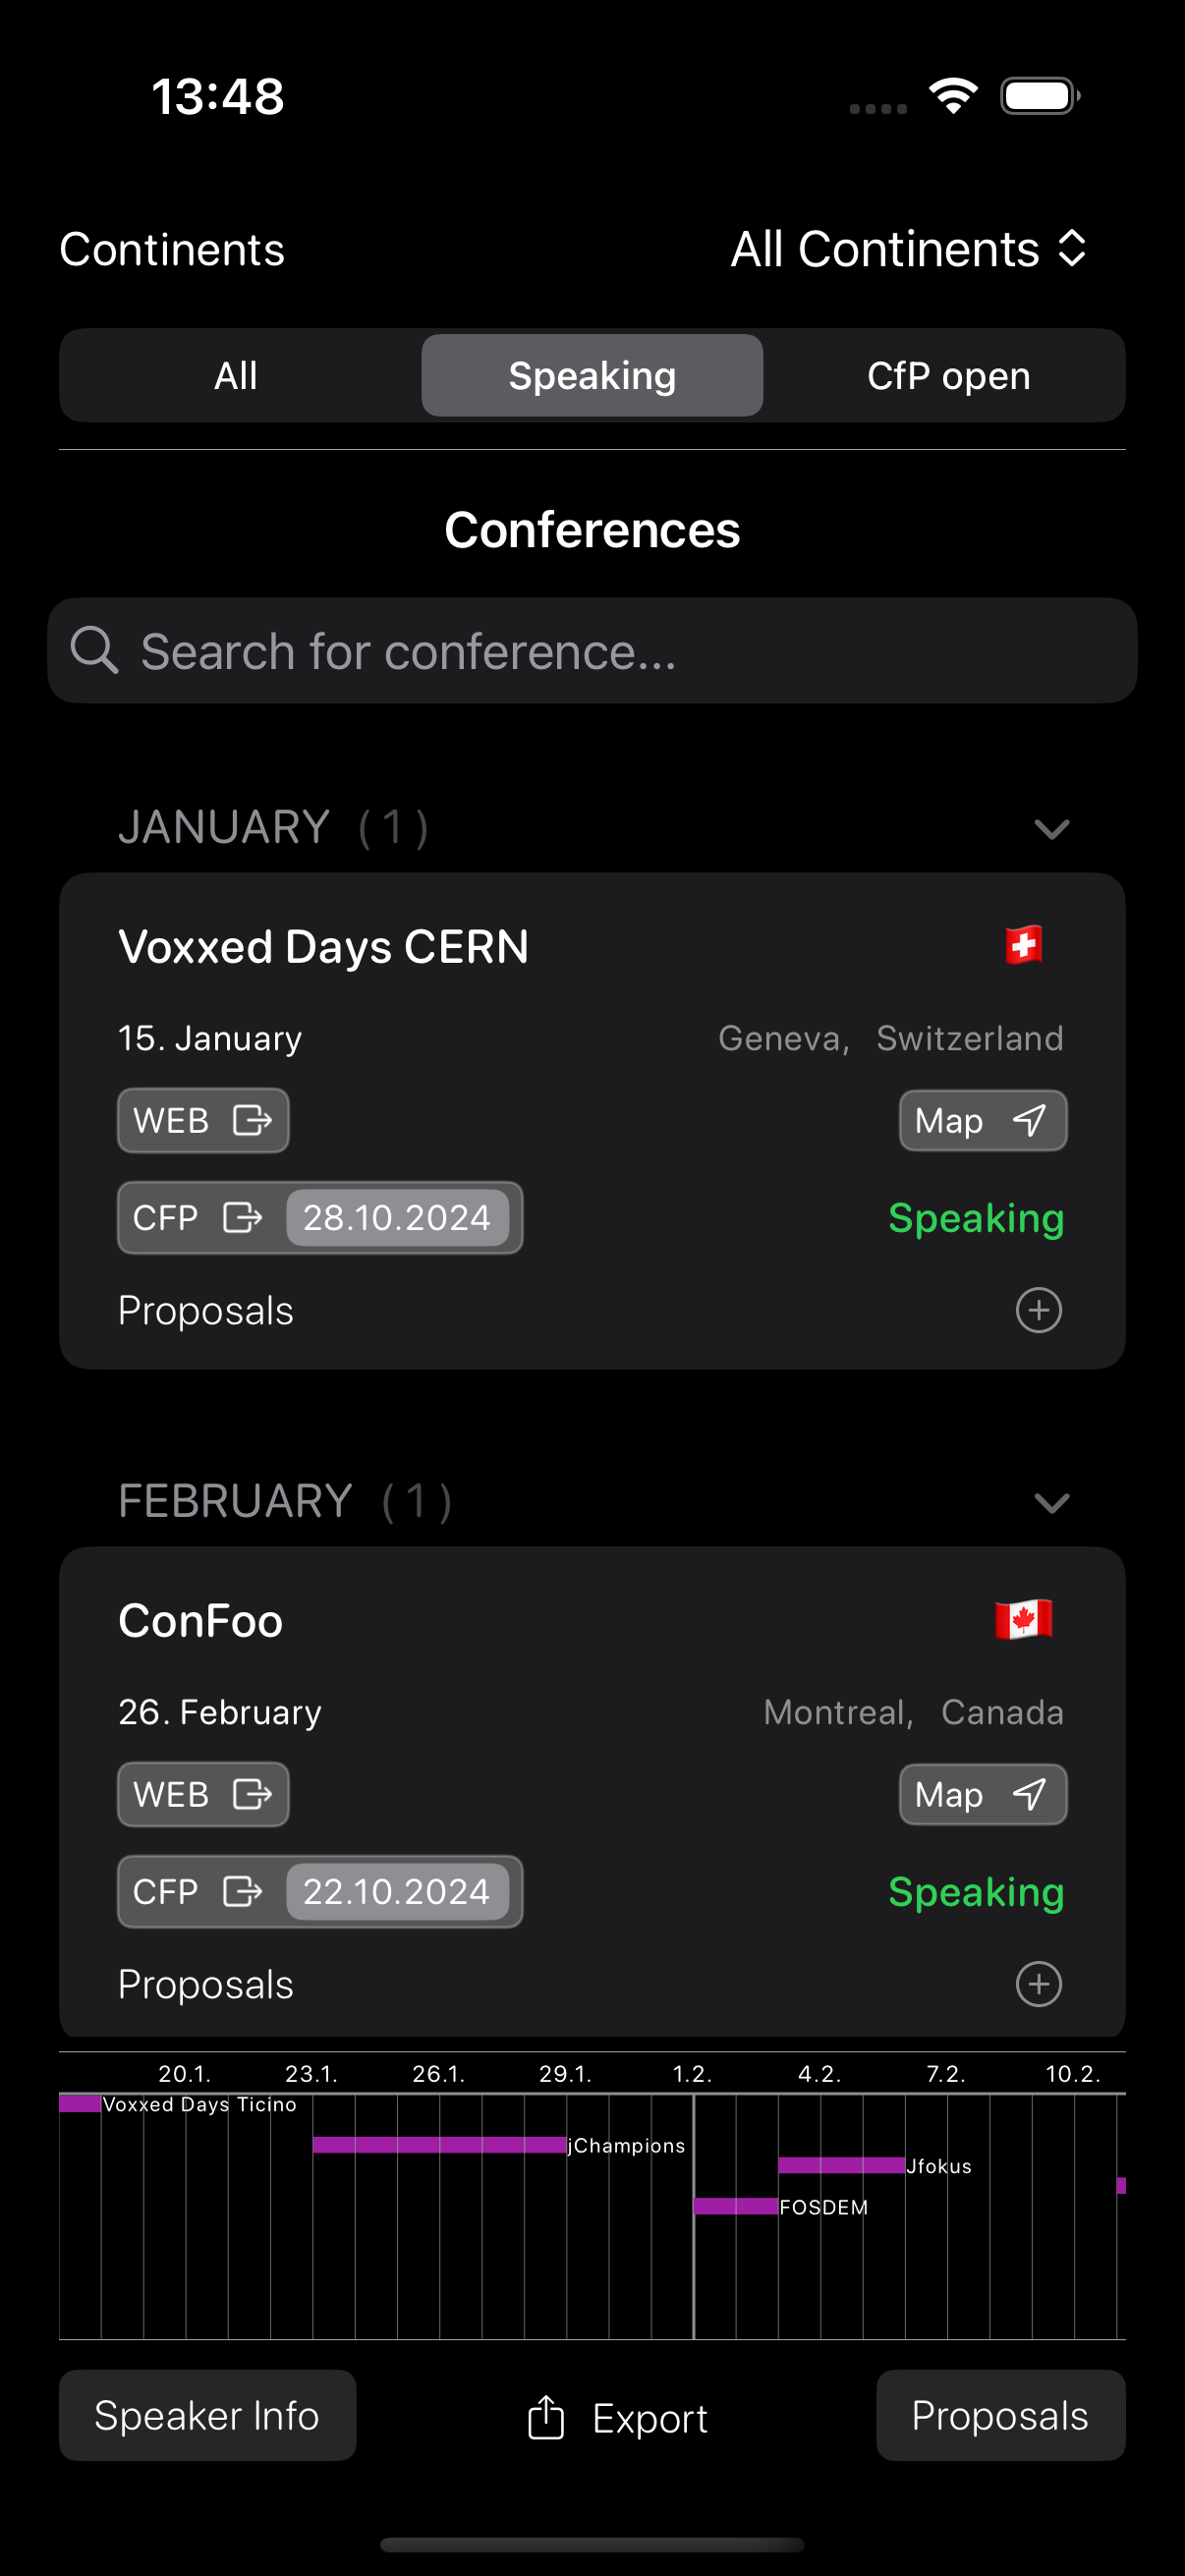 13:48
Continents All Continents
All Speaking CfP open
Conferences
Search for conference...
JANUARY (1)
Voxxed Days CERN
15. January Geneva, Switzerland
WEB Map
CFP 28.10.2024 Speaking
Proposals
FEBRUARY (1)
ConFoo
26. February Montreal, Canada
WEB Map
CFP 22.10.2024 Speaking
Proposals
20.1. 23.1. 26.1. 29.1. 1.2. 4.2. 7.2. 10.2.
Voxxed Days Ticino
jChampions
Jfokus
FOSDEM
Speaker Info Export Proposals